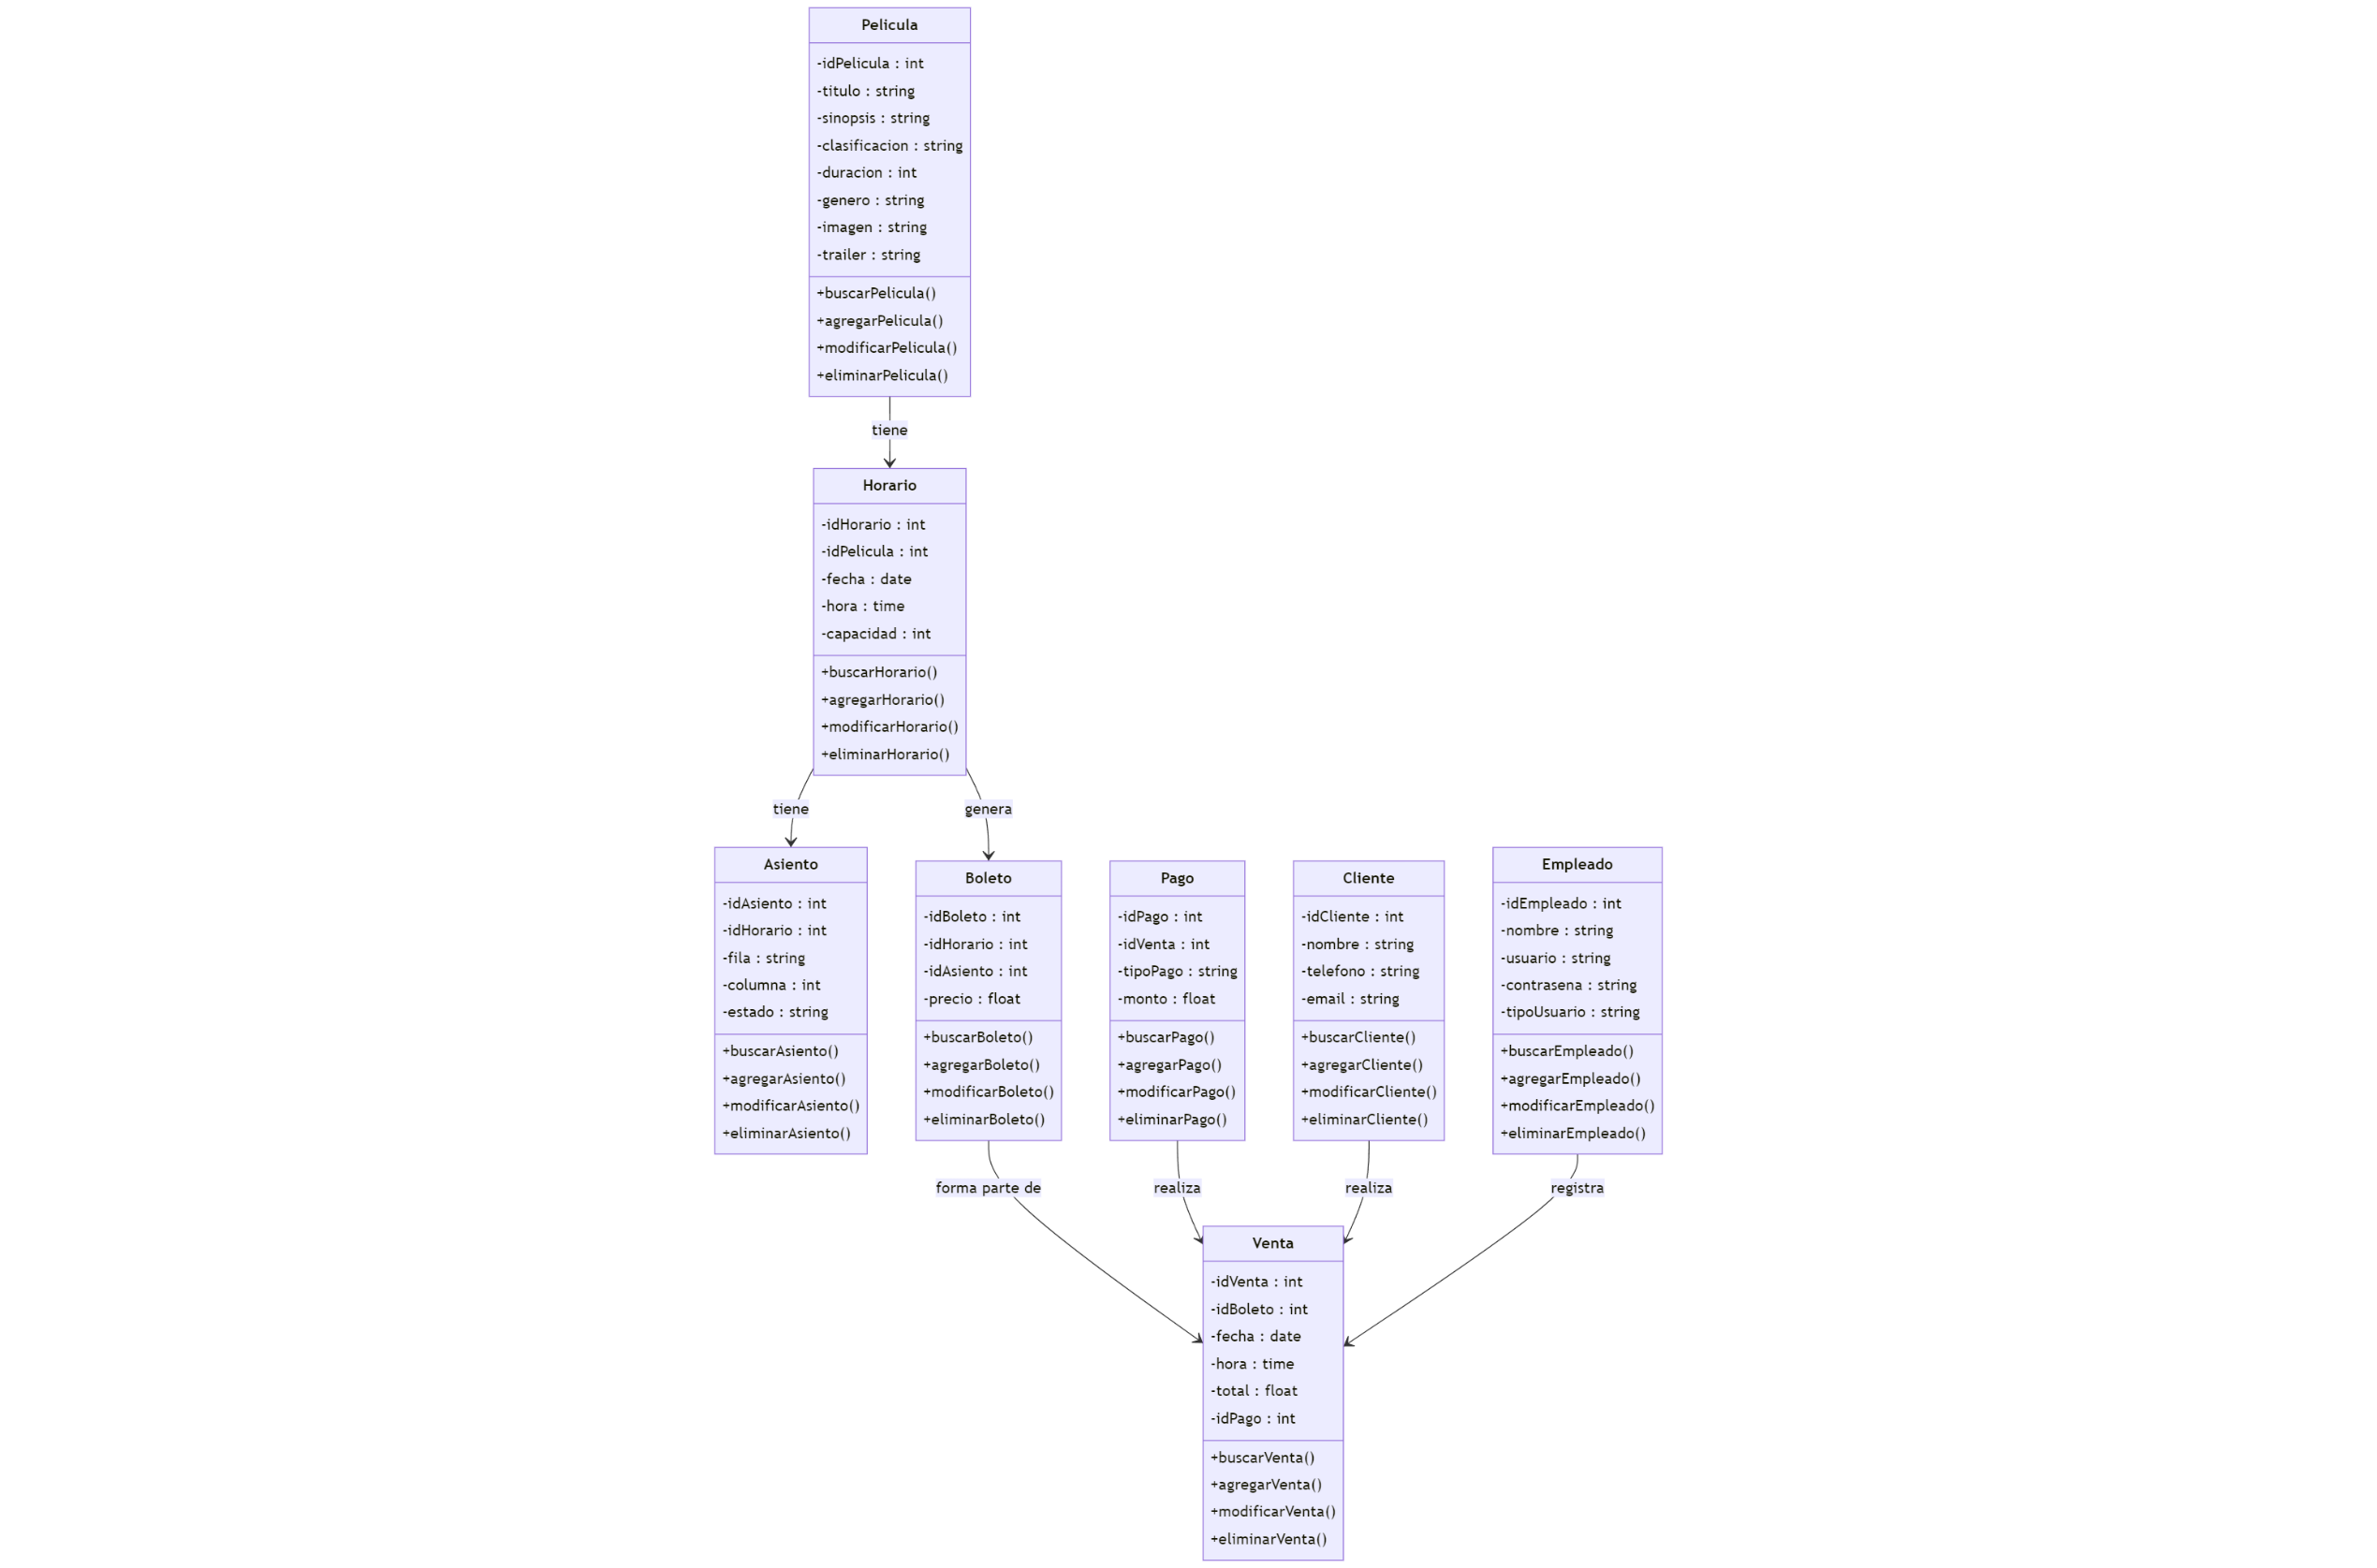 Pelicula
-idPelicula : int
-titulo : string
-sinopsis : string
-clasificacion : string
-duracion : int
-genero : string
-imagen : string
-trailer : string
+buscarPelicula()
+agregarPelicula()
+modificarPelicula()
+eliminarPelicula()
tiene
Horario
-idHorario : int
-idPelicula : int
-fecha : date
-hora : time
-capacidad : int
+buscarHorario()
+agregarHorario()
+modificarHorario()
+eliminarHorario()
tiene
genera
Asiento
-idAsiento : int
-idHorario : int
-fila : string
-columna : int
-estado : string
+buscarAsiento()
+agregarAsiento()
+modificarAsiento()
+eliminarAsiento()
Boleto
-idBoleto : int
-idHorario : int
-idAsiento : int
-precio : float
+buscarBoleto()
+agregarBoleto()
+modificarBoleto()
+eliminarBoleto()
Pago
-idPago : int
-idVenta : int
-tipoPago : string
-monto : float
+buscarPago()
+agregarPago()
+modificarPago()
+eliminarPago()
Cliente
-idCliente : int
-nombre : string
-telefono : string
-email : string
+buscarCliente()
+agregarCliente()
+modificarCliente()
+eliminarCliente()
Empleado
-idEmpleado : int
-nombre : string
-usuario : string
-contrasena : string
-tipoUsuario : string
+buscarEmpleado()
+agregarEmpleado()
+modificarEmpleado()
+eliminarEmpleado()
forma parte de
realiza
realiza
registra
Venta
-idVenta : int
-idBoleto : int
-fecha : date
-hora : time
-total : float
-idPago : int
+buscarVenta()
+agregarVenta()
+modificarVenta()
+eliminarVenta()